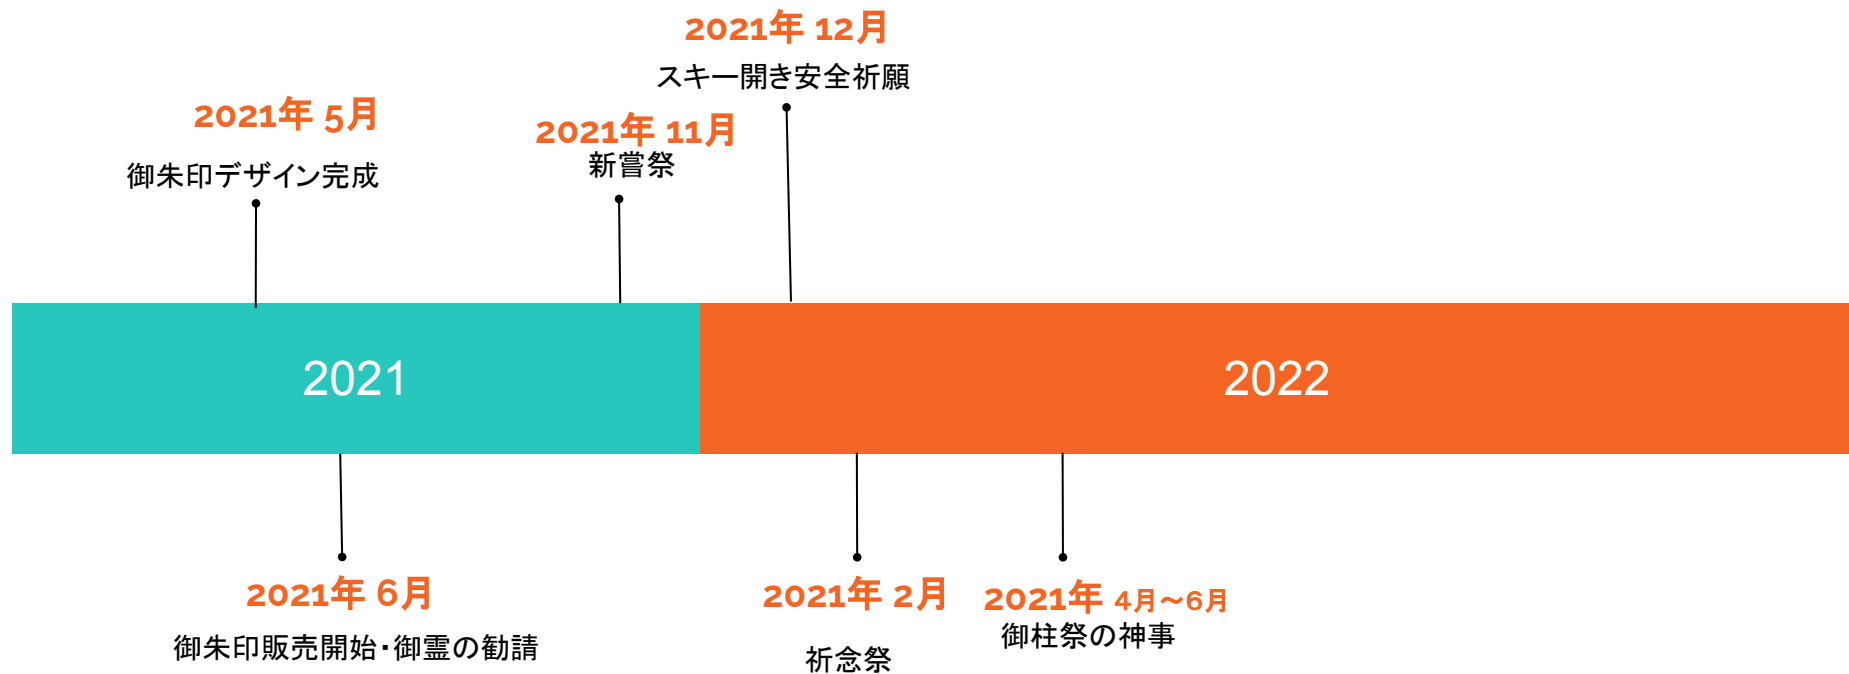 2021年 12月
スキー開き安全祈願
2021年 5月
御朱印デザイン完成
2021年 11月
新嘗祭
2021
2022
2021年 6月
御朱印販売開始・御霊の勧請
2021年 2月
祈念祭
2021年 4月～6月
御柱祭の神事